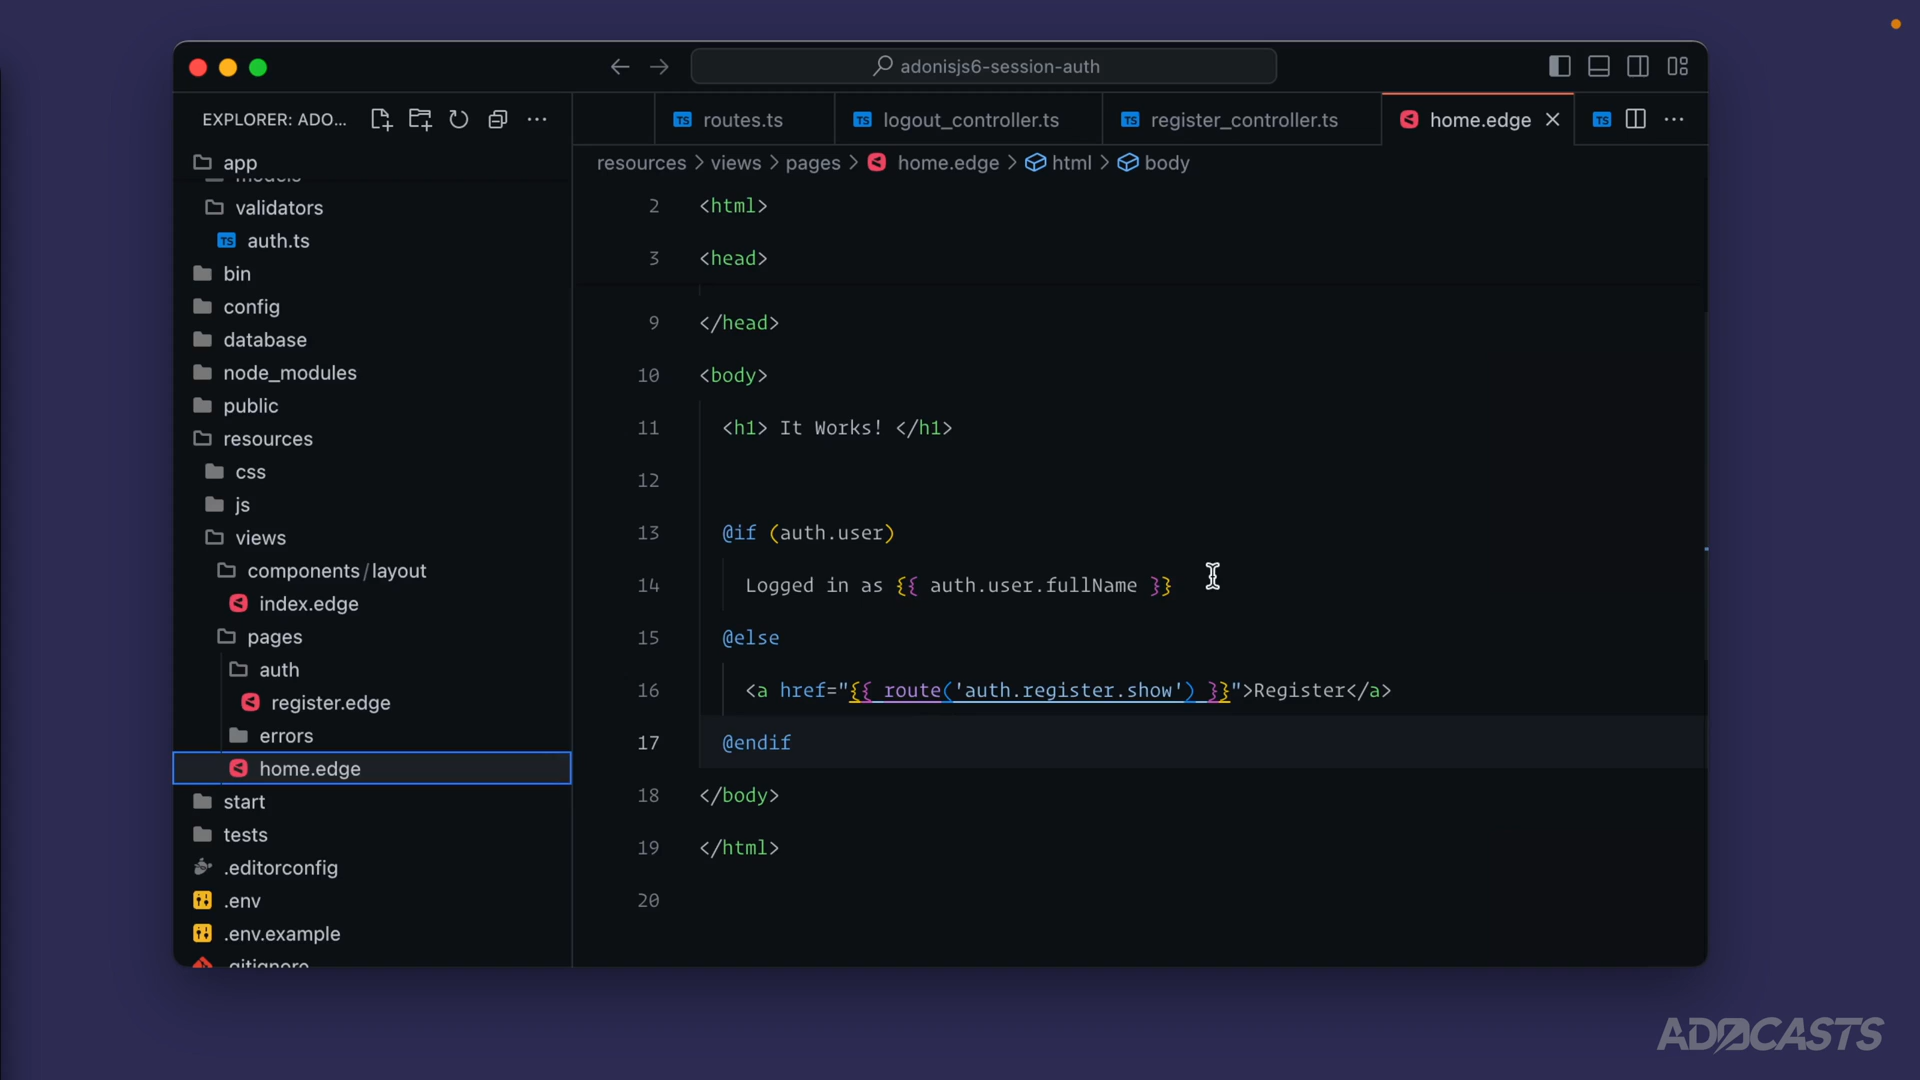 adonisjs6-session-auth
EXPLORER: ADO...
routes.ts
logout_controller.ts
register_controller.ts
home.edge
resources > views > pages > home.edge > html > body
app
models
validators
auth.ts
bin
config
database
node_modules
public
resources
css
js
views
components/layout
index.edge
pages
auth
register.edge
errors
home.edge
start
tests
.editorconfig
.env
.env.example
.gitignore
2 <html>
3 <head>
9 </head>
10 <body>
11 <h1> It Works! </h1>
12
13 @if (auth.user)
14 Logged in as {{ auth.user.fullName }}
15 @else
16 <a href="{{ route('auth.register.show') }}">Register</a>
17 @endif
18 </body>
19 </html>
20
ADOCASTS